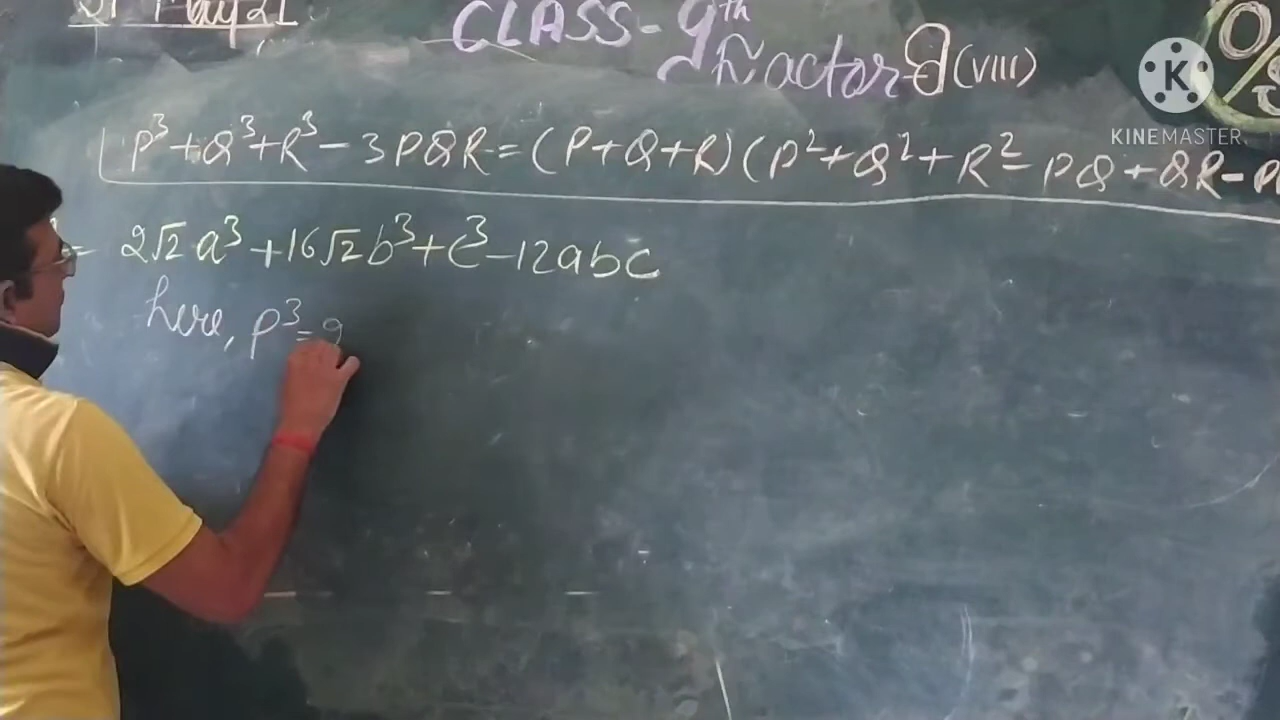 CLASS - 9th
Factor (VIII)
KINEMASTER
P³+Q³+R³-3PQR=(P+Q+R)(P²+Q²+R²-PQ+QR-P
= 2√2a³+16√2b³+c³-12abc
here, p³=2